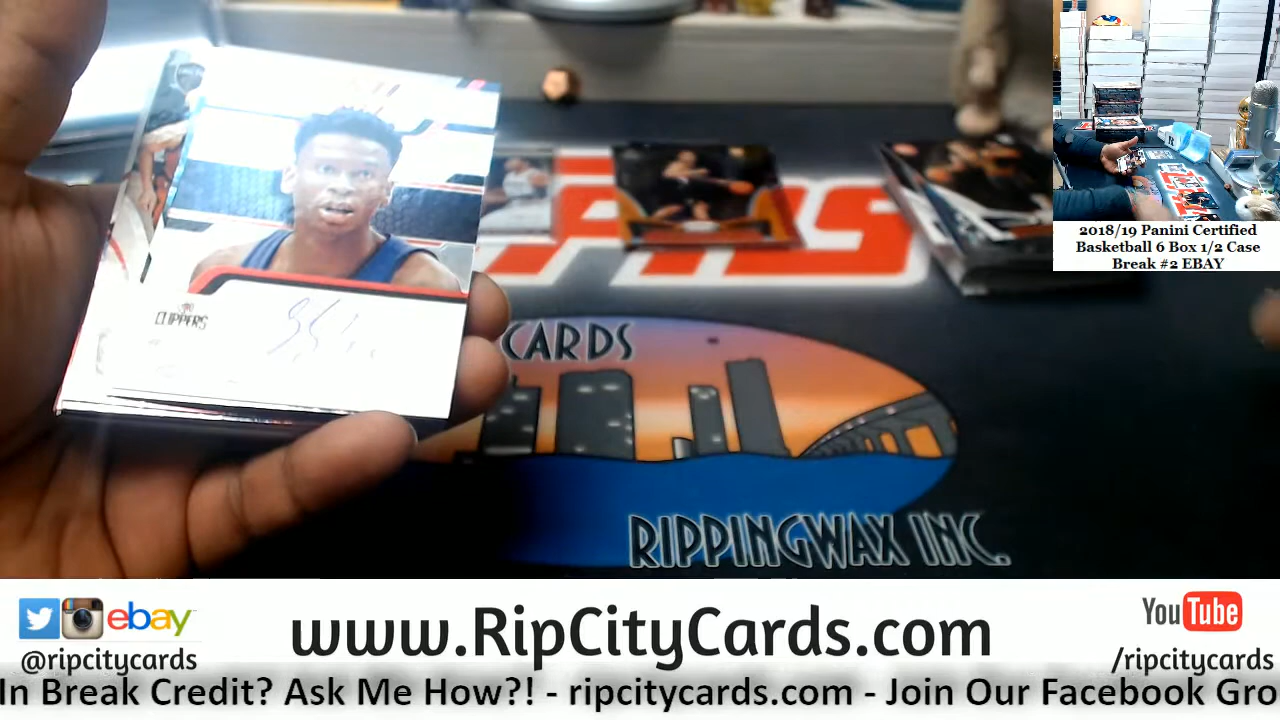 CLIPPERS
CARDS
RIPPINGWAX INC.
2018/19 Panini Certified
Basketball 6 Box 1/2 Case
Break #2 EBAY
ebay
@ripcitycards
www.RipCityCards.com
YouTube
/ripcitycards
In Break Credit? Ask Me How?! - ripcitycards.com - Join Our Facebook Gro